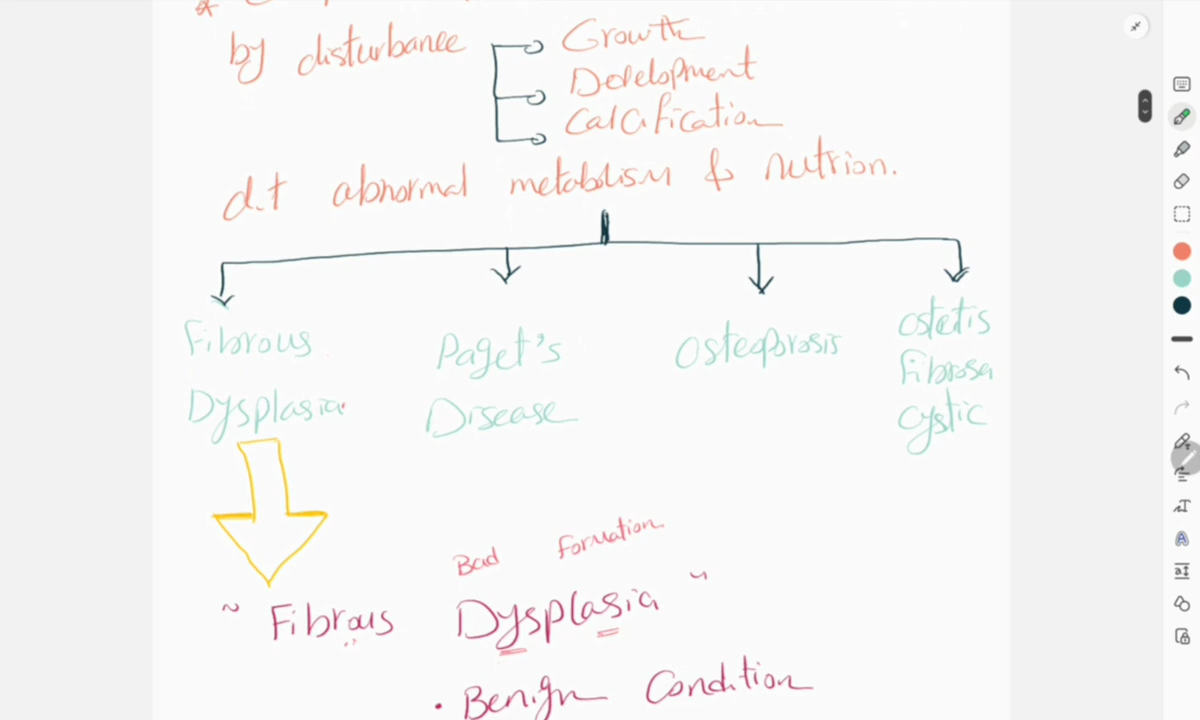 by disturbance
Growth
Development
Calcification
d.t abnormal metabolism & nutrion.
Fibrous
Dysplasia
Paget's
Disease
Osteoporosis
Ostetis
Fibrosa
cystic
Bad Formation
" Fibrous Dysplasia "
• Benign Condition